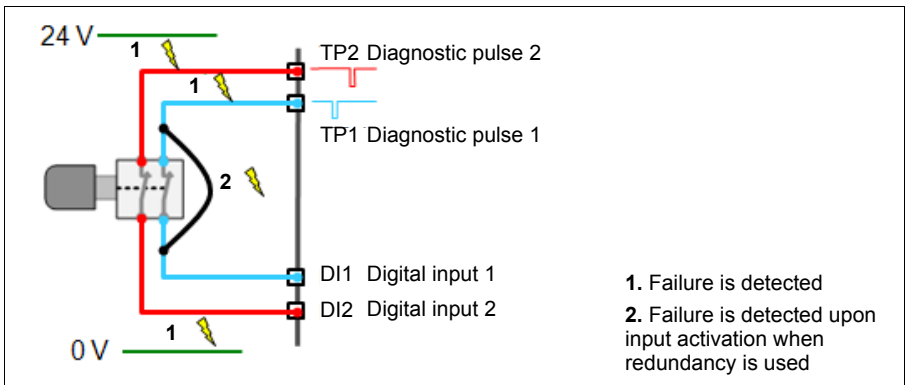 24 V
1
TP2 Diagnostic pulse 2
1
TP1 Diagnostic pulse 1
2
DI1 Digital input 1
DI2 Digital input 2
1
0 V
1. Failure is detected
2. Failure is detected upon
input activation when
redundancy is used